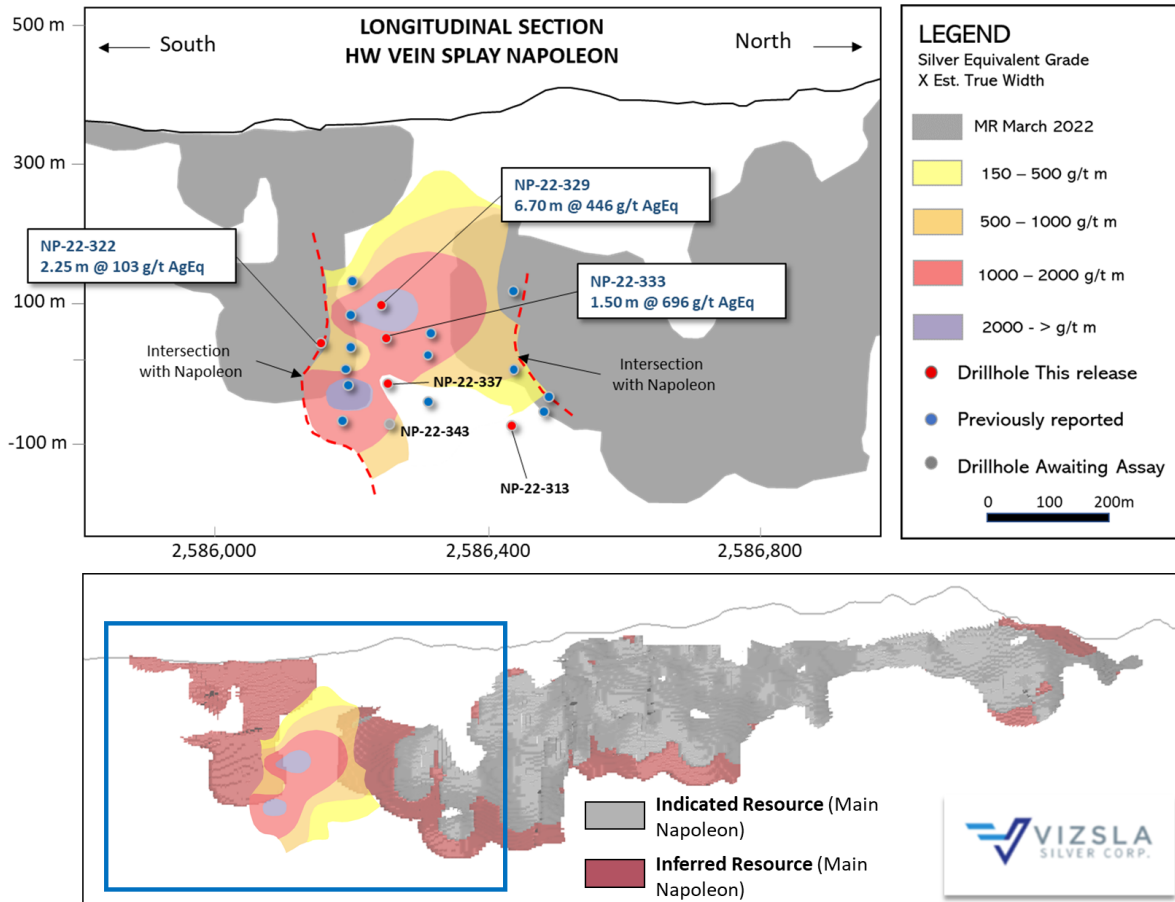 500 m
LONGITUDINAL SECTION
HW VEIN SPLAY NAPOLEON
South
North
300 m
NP-22-329
6.70 m @ 446 g/t AgEq
NP-22-322
2.25 m @ 103 g/t AgEq
NP-22-333
1.50 m @ 696 g/t AgEq
100 m
Intersection
with Napoleon
Intersection
with Napoleon
NP-22-337
NP-22-343
-100 m
NP-22-313
2,586,000
2,586,400
2,586,800
LEGEND
Silver Equivalent Grade
X Est. True Width
MR March 2022
150 – 500 g/t m
500 – 1000 g/t m
1000 – 2000 g/t m
2000 - > g/t m
Drillhole This release
Previously reported
Drillhole Awaiting Assay
0 100 200m
Indicated Resource (Main
Napoleon)
Inferred Resource (Main
Napoleon)
VIZSLA
SILVER CORP.